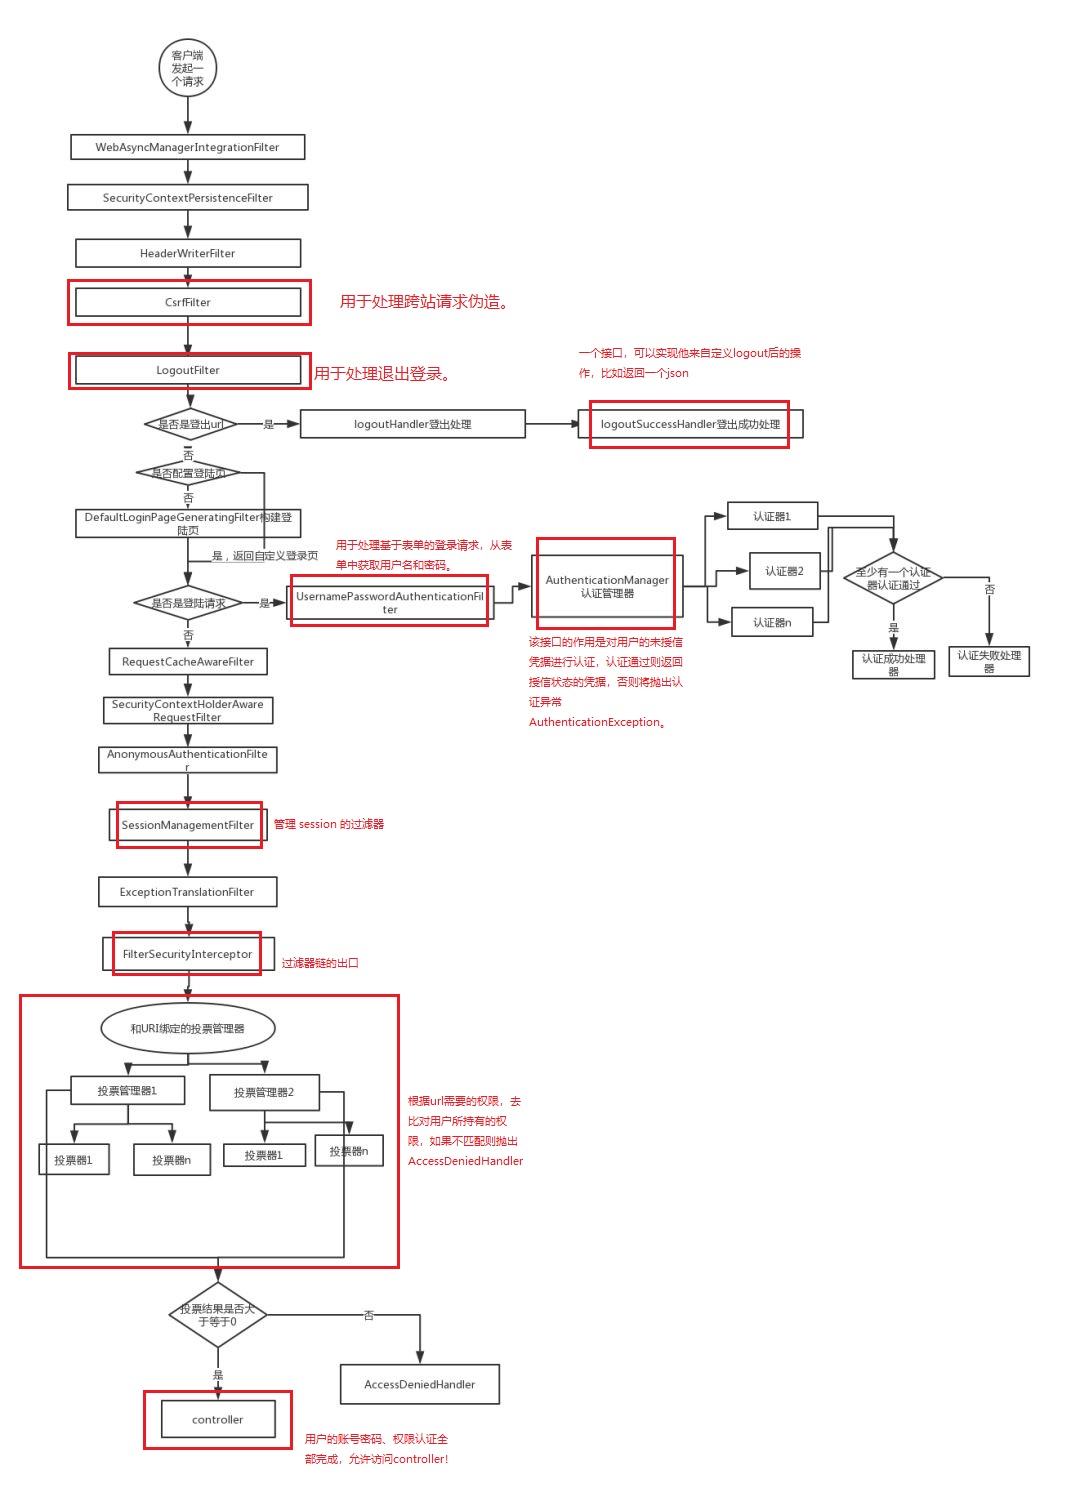 客户端
发起一
个请求
WebAsyncManagerIntegrationFilter
SecurityContextPersistenceFilter
HeaderWriterFilter
CsrfFilter
用于处理跨站请求伪造。
LogoutFilter
用于处理退出登录。
一个接口，可以实现他来自定义logout后的操
作，比如返回一个json
是否是登出url
是
logoutHandler登出处理
logoutSuccessHandler登出成功处理
否
是否配置登陆页
否
DefaultLoginPageGeneratingFilter构建登
陆页
是，返回自定义登录页
用于处理基于表单的登录请求，从表
单中获取用户名和密码。
是否是登陆请求
是
UsernamePasswordAuthenticationFil
ter
AuthenticationManager
认证管理器
认证器1
认证器2
认证器n
至少有一个认证
器认证通过
否
是
认证成功处理
器
认证失败处理
器
该接口的作用是对用户的未授信
凭据进行认证，认证通过则返回
授信状态的凭据，否则将抛出认
证异常
AuthenticationException。
否
RequestCacheAwareFilter
SecurityContextHolderAware
RequestFilter
AnonymousAuthenticationFilte
r
SessionManagementFilter
管理 session 的过滤器
ExceptionTranslationFilter
FilterSecurityInterceptor
过滤器链的出口
和URI绑定的投票管理器
投票管理器1
投票管理器2
投票器1
投票器n
投票器1
投票器n
根据url需要的权限，去
比对用户所持有的权
限，如果不匹配则抛出
AccessDeniedHandler
投票结果是否大
于等于0
否
是
AccessDeniedHandler
controller
用户的账号密码、权限认证全
部完成，允许访问controller！